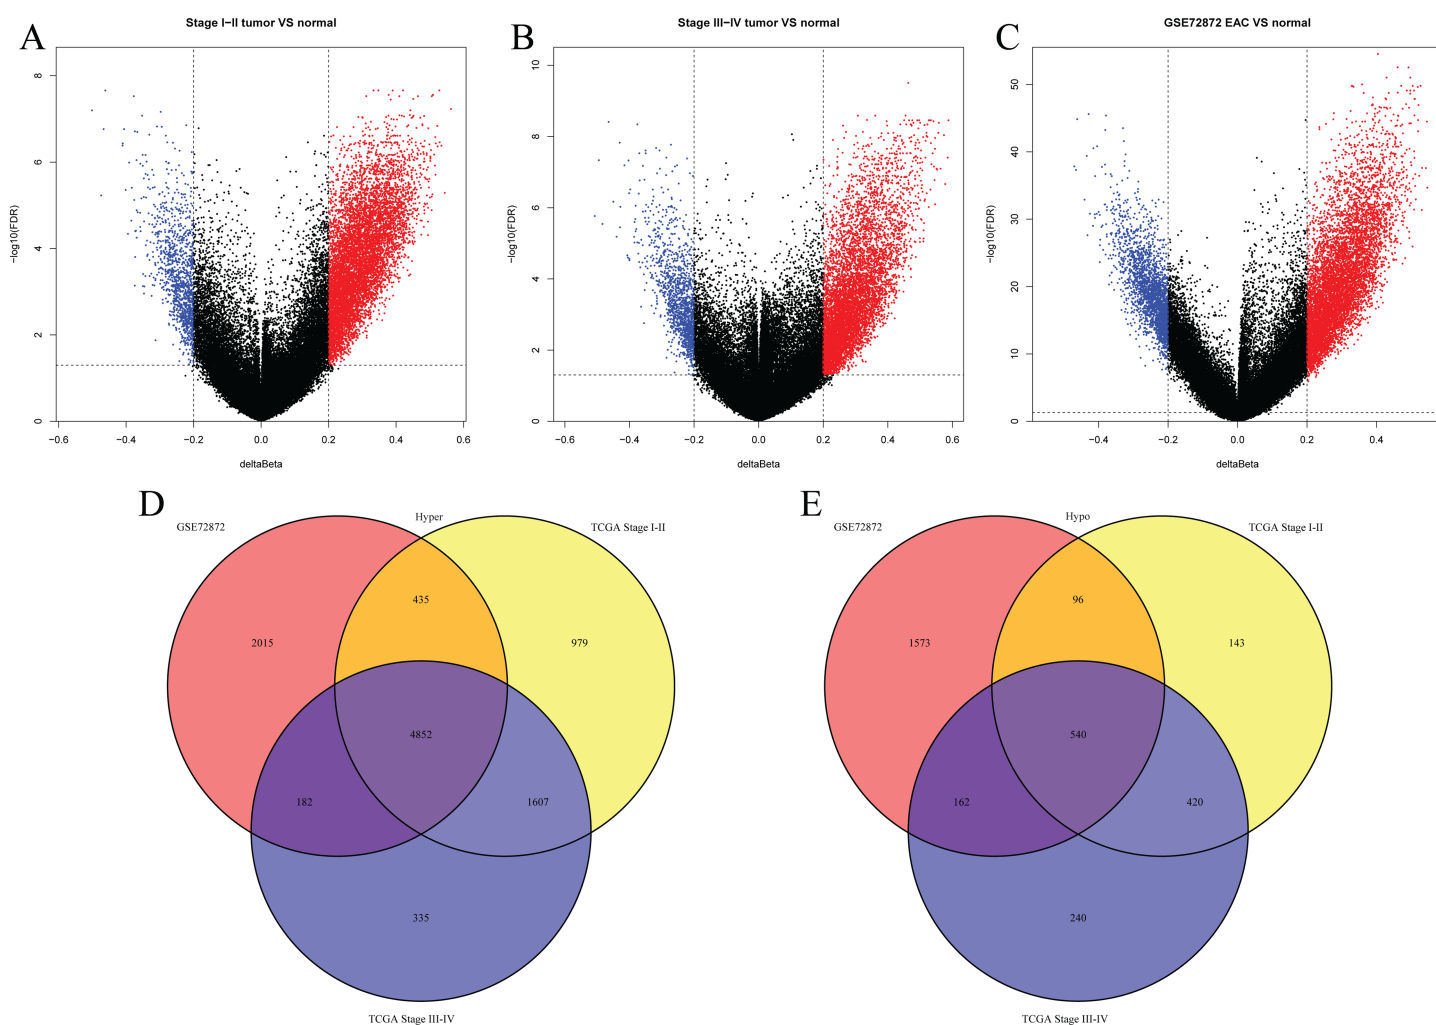 A
Stage I−II tumor VS normal
−log10(FDR)
8
6
4
2
0
−0.6
−0.4
−0.2
0.0
0.2
0.4
0.6
deltaBeta
B
Stage III−IV tumor VS normal
−log10(FDR)
10
8
6
4
2
0
−0.6
−0.4
−0.2
0.0
0.2
0.4
0.6
deltaBeta
C
GSE72872 EAC VS normal
−log10(FDR)
50
40
30
20
10
0
−0.4
−0.2
0.0
0.2
0.4
deltaBeta
D
Hyper
GSE72872
TCGA Stage I-II
435
2015
979
4852
182
1607
335
TCGA Stage III-IV
E
Hypo
GSE72872
TCGA Stage I-II
96
1573
143
540
162
420
240
TCGA Stage III-IV